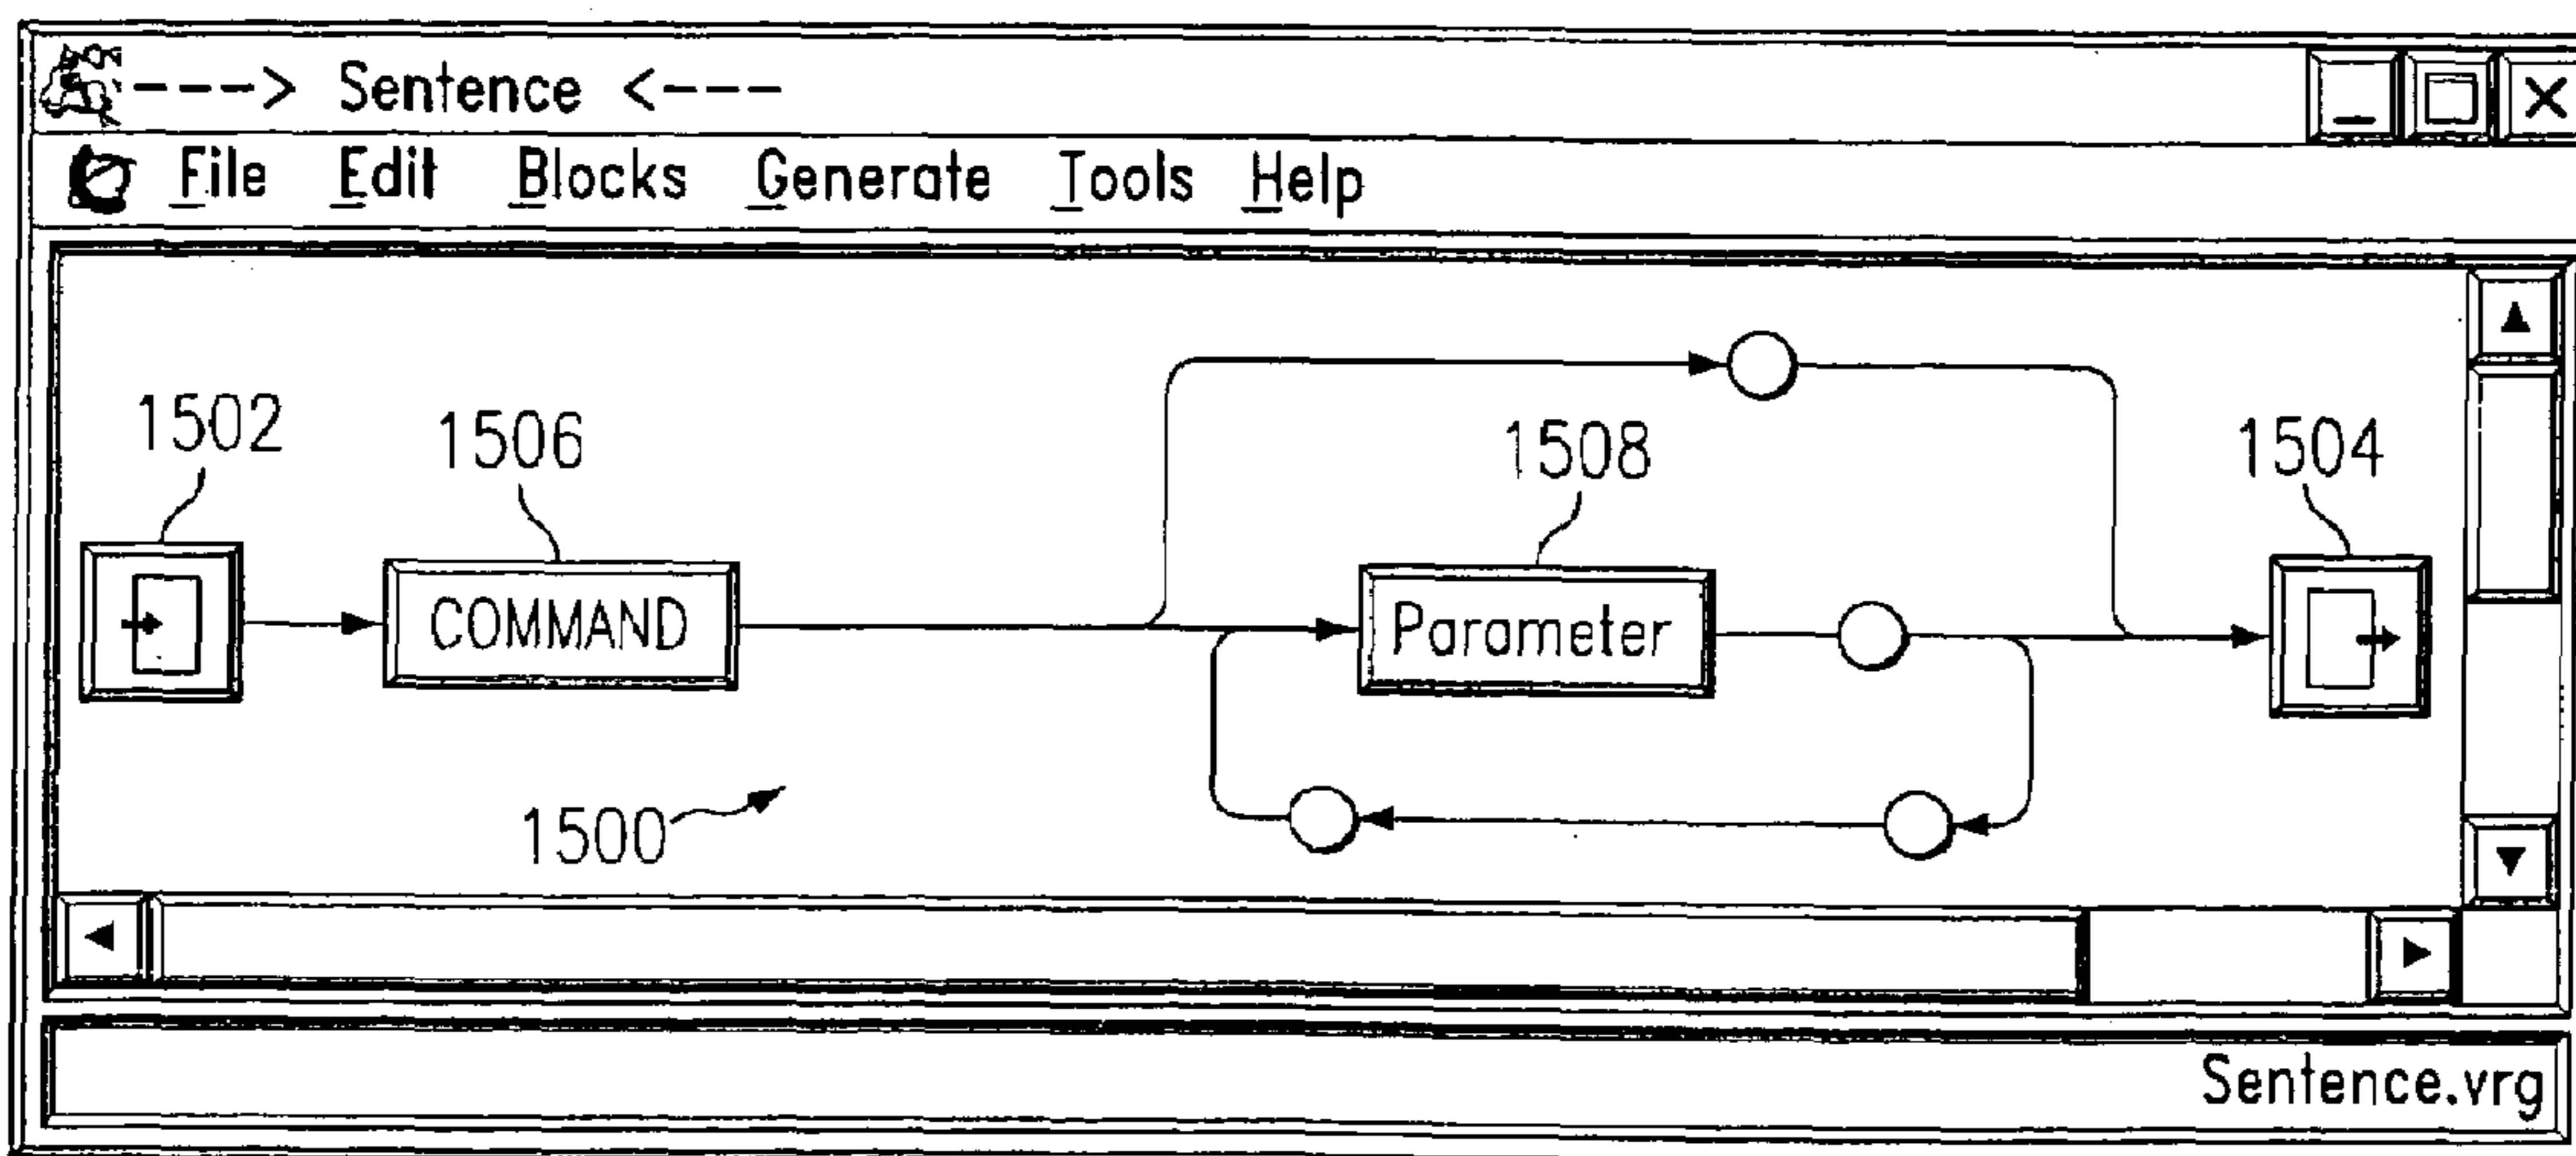 ---> Sentence <---
File Edit Blocks Generate Tools Help
1502
1506
1508
1504
COMMAND
Parameter
1500
Sentence.vrg